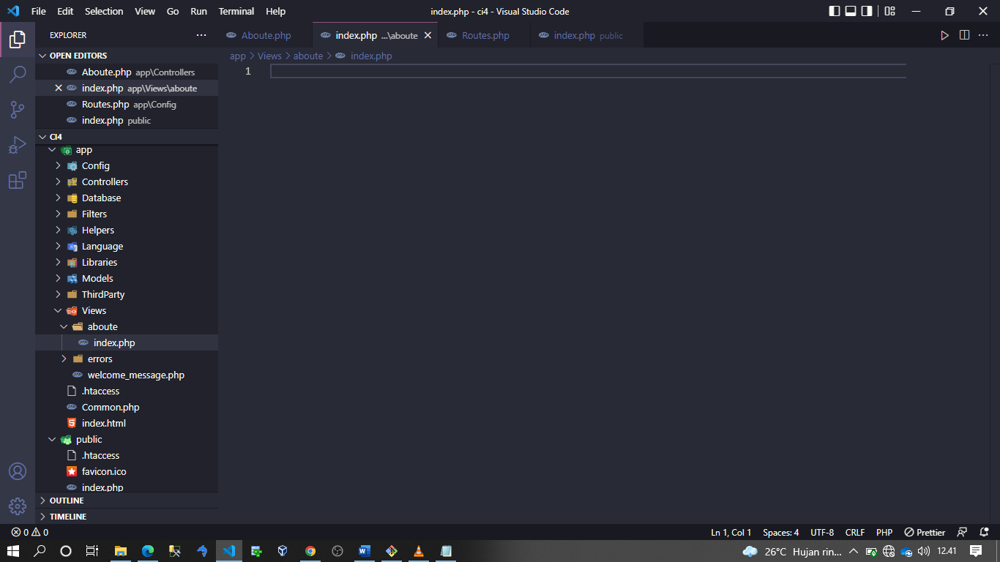 File Edit Selection Views Go Run Terminal Help index.php - ci4 - Visual Studio Code
EXPLORER
Aboute.php index.php ...\aboute Routes.php index.php public
OPEN EDITORS
app Views aboute index.php
Aboute.php app\Controllers
1
index.php app\Views\aboute
Routes.php app\Config
index.php public
CI4
app
Config
Controllers
Database
Filters
Helpers
Language
Libraries
Models
ThirdParty
Views
aboute
index.php
errors
welcome_message.php
.htaccess
Common.php
index.html
public
.htaccess
favicon.ico
index.php
OUTLINE
TIMELINE
0 0 Ln 1, Col 1 Spaces: 4 UTF-8 CRLF PHP Prettier
26°C Hujan rin... 12.41